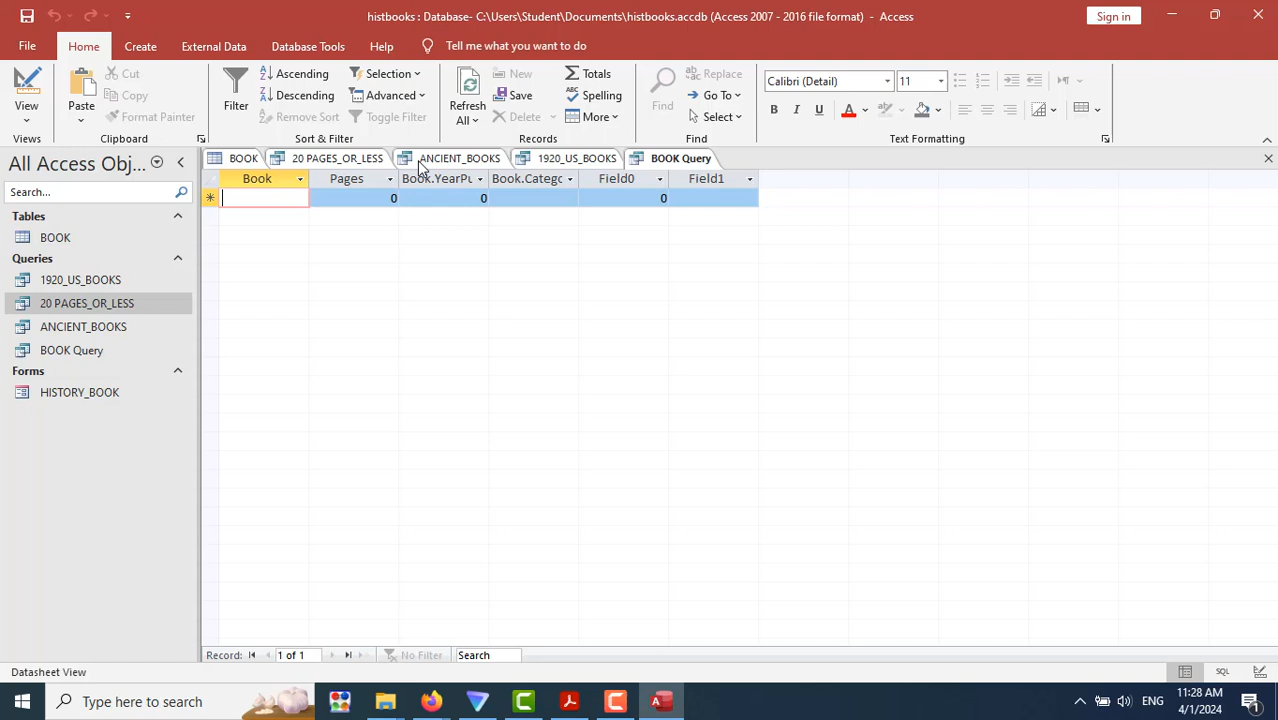 histbooks : Database- C:\Users\Student\Documents\histbooks.accdb (Access 2007 - 2016 file format) - Access
Sign in
File Home Create External Data Database Tools Help Tell me what you want to do
View
Views
Paste
Cut
Copy
Format Painter
Clipboard
Filter
Ascending
Descending
Remove Sort
Selection
Advanced
Toggle Filter
Sort & Filter
Refresh
All
New
Save
Delete
Totals
Spelling
More
Records
Find
Replace
Go To
Select
Find
Calibri (Detail) 11
B I U A
Text Formatting
All Access Obj...
Search...
Tables
BOOK
Queries
1920_US_BOOKS
20 PAGES_OR_LESS
ANCIENT_BOOKS
BOOK Query
Forms
HISTORY_BOOK
BOOK 20 PAGES_OR_LESS ANCIENT_BOOKS 1920_US_BOOKS BOOK Query
Book Pages Book.YearPu Book.Catego Field0 Field1
0 0 0
Record: 1 of 1 No Filter Search
Datasheet View SQL
Type here to search
ENG
11:28 AM
4/1/2024
1